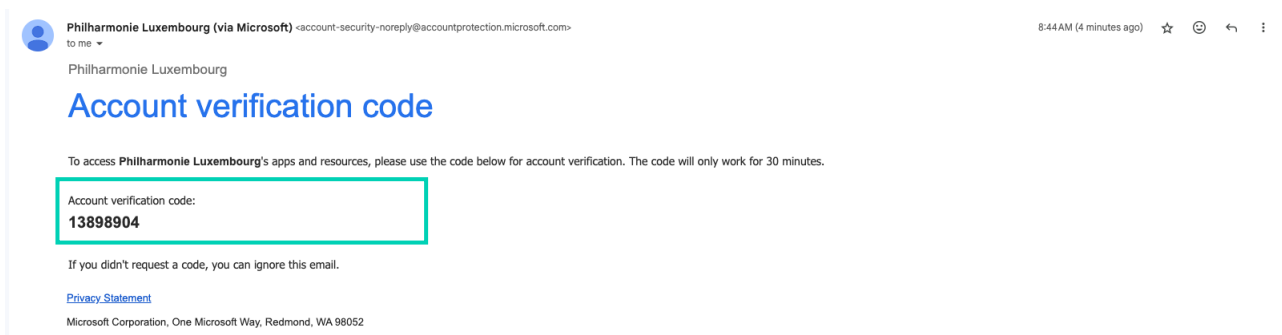 Philharmonie Luxembourg (via Microsoft) <account-security-noreply@accountprotection.microsoft.com> 8:44 AM (4 minutes ago)
to me
Philharmonie Luxembourg
Account verification code
To access Philharmonie Luxembourg's apps and resources, please use the code below for account verification. The code will only work for 30 minutes.
Account verification code:
13898904
If you didn't request a code, you can ignore this email.
Privacy Statement
Microsoft Corporation, One Microsoft Way, Redmond, WA 98052